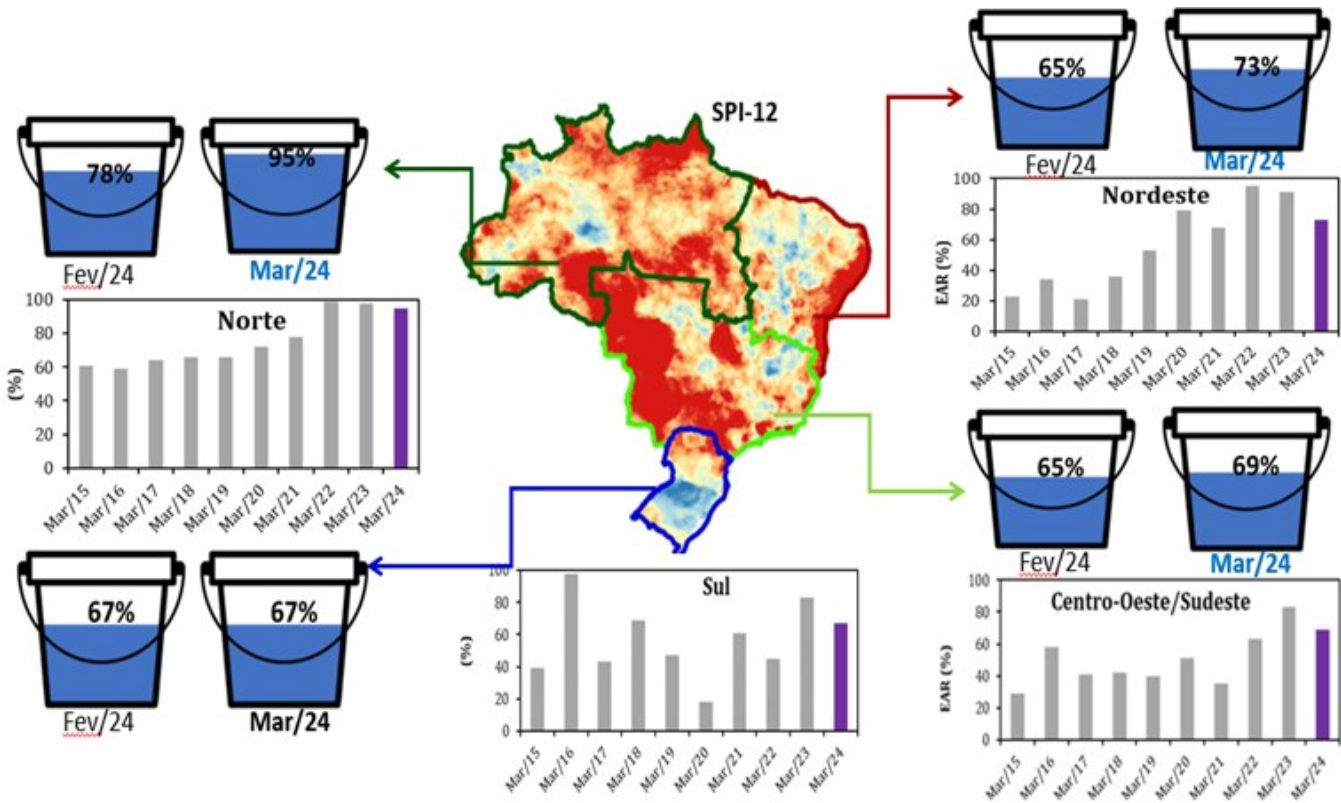 SPI-12
78%
95%
Fev/24
Mar/24
Norte
(%)
100
80
60
40
20
0
Mar/15
Mar/16
Mar/17
Mar/18
Mar/19
Mar/20
Mar/21
Mar/22
Mar/23
Mar/24
65%
73%
Fev/24
Mar/24
Nordeste
EAR (%)
100
80
60
40
20
0
Mar/15
Mar/16
Mar/17
Mar/18
Mar/19
Mar/20
Mar/21
Mar/22
Mar/23
Mar/24
67%
67%
Fev/24
Mar/24
Sul
(%)
100
80
60
40
20
0
Mar/15
Mar/16
Mar/17
Mar/18
Mar/19
Mar/20
Mar/21
Mar/22
Mar/23
Mar/24
65%
69%
Fev/24
Mar/24
Centro-Oeste/Sudeste
EAR (%)
100
80
60
40
20
0
Mar/15
Mar/16
Mar/17
Mar/18
Mar/19
Mar/20
Mar/21
Mar/22
Mar/23
Mar/24